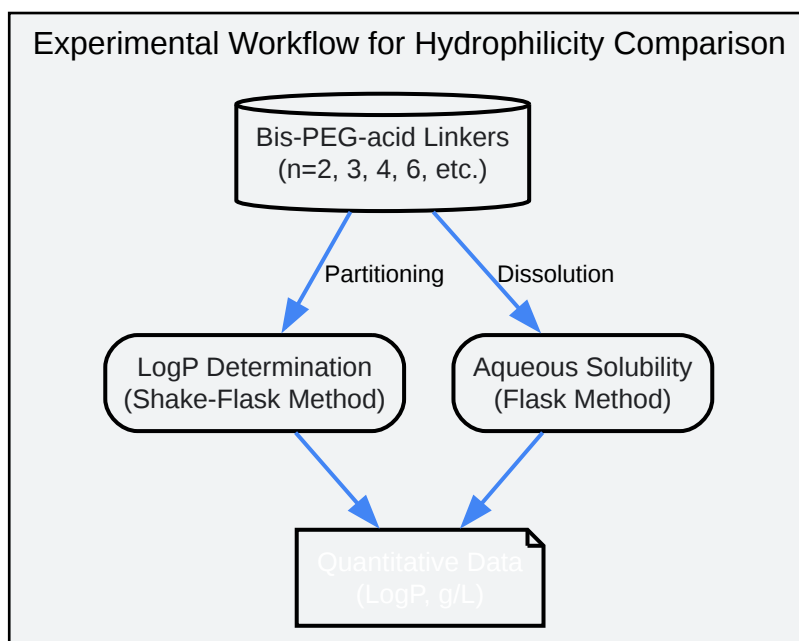 Experimental Workflow for Hydrophilicity Comparison
Bis-PEG-acid Linkers
(n=2, 3, 4, 6, etc.)
Partitioning
Dissolution
LogP Determination
(Shake-Flask Method)
Aqueous Solubility
(Flask Method)
Quantitative Data
(LogP, g/L)